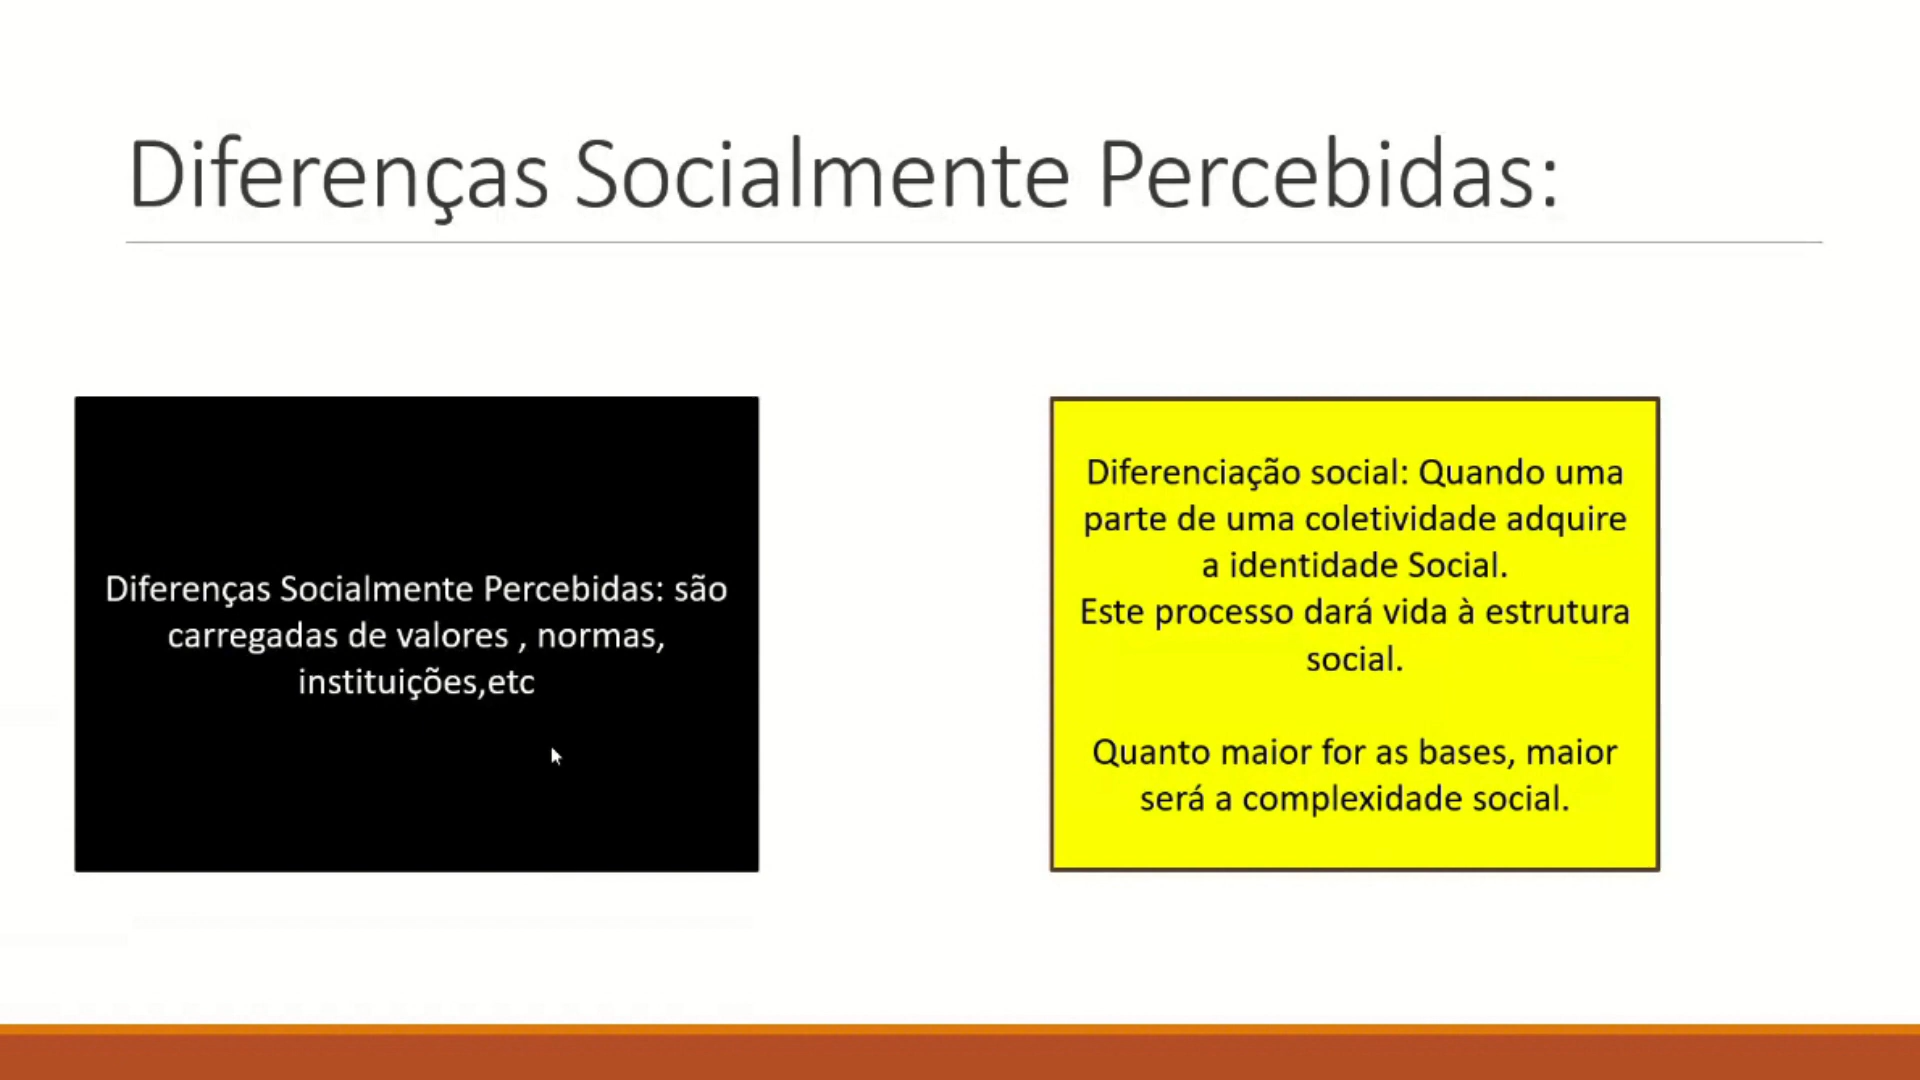 Diferenças Socialmente Percebidas:
Diferenças Socialmente Percebidas: são
carregadas de valores , normas,
instituições,etc
Diferenciação social: Quando uma
parte de uma coletividade adquire
a identidade Social.
Este processo dará vida à estrutura
social.
Quanto maior for as bases, maior
será a complexidade social.